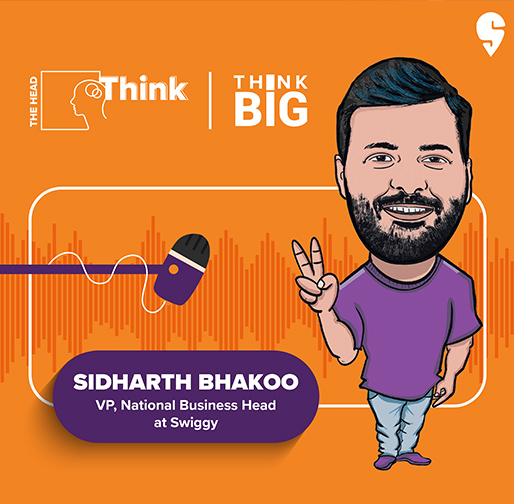 THE HEAD
Think
THINK
BIG
SIDHARTH BHAKOO
VP, National Business Head
at Swiggy